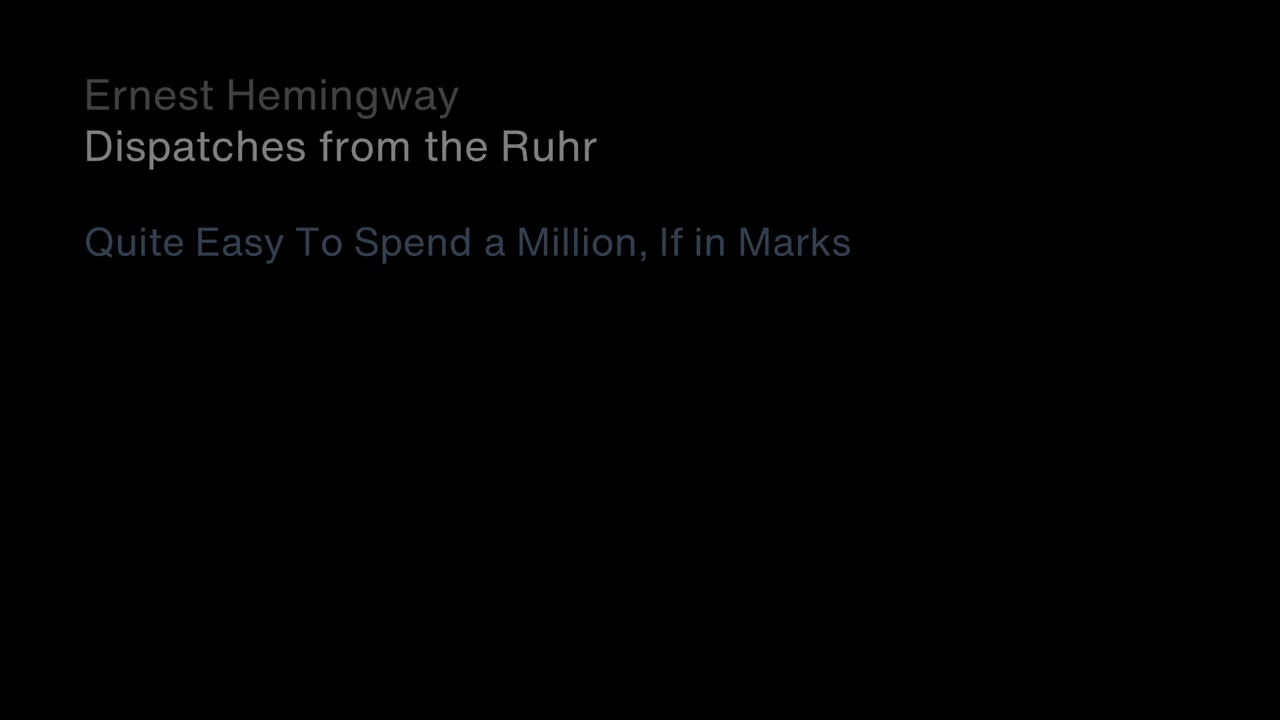 Ernest Hemingway
Dispatches from the Ruhr
Quite Easy To Spend a Million, If in Marks